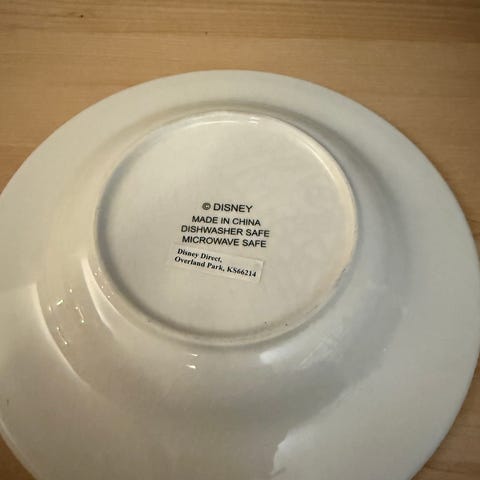 © DISNEY
MADE IN CHINA
DISHWASHER SAFE
MICROWAVE SAFE
Disney Direct,
Overland Park, KS66214